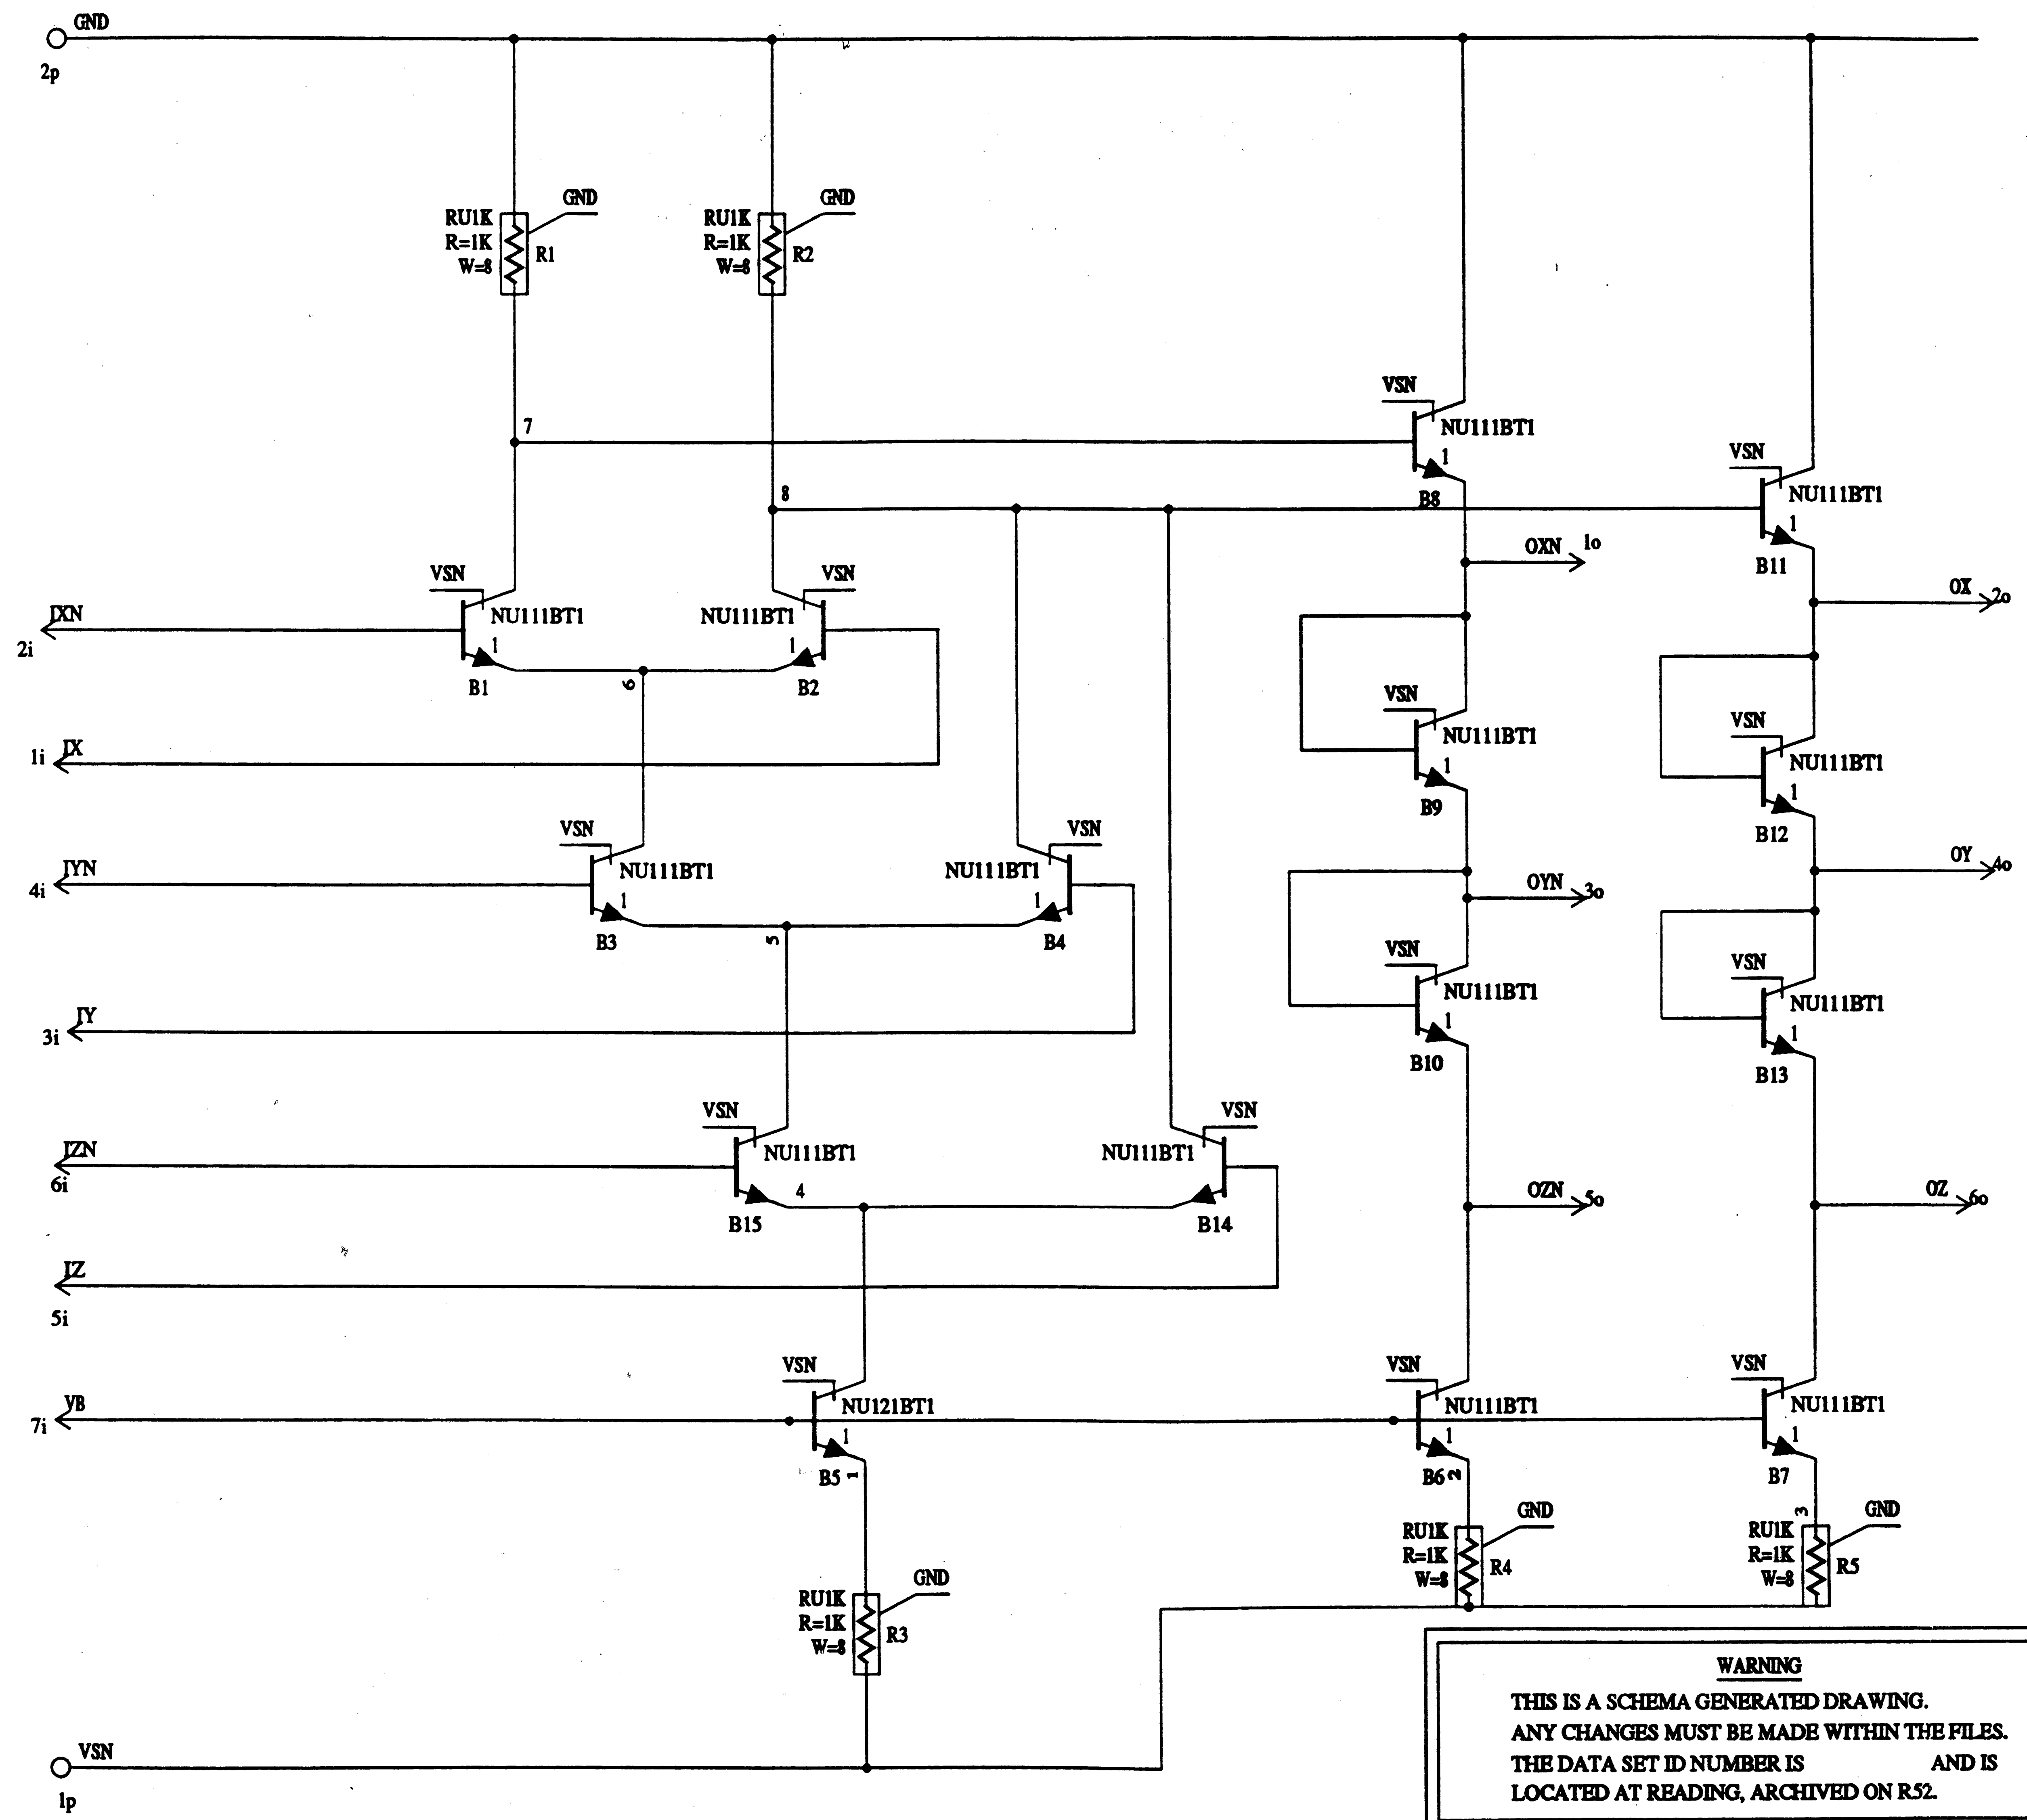 GND
2p
GND
GND
RU1K
R=1K
W=8
R1
RU1K
R=1K
W=8
R2
7
VSN
NU111BT1
1
B8
VSN
NU111BT1
1
B11
8
OXN
1o
OX
2o
VSN
VSN
IXN
2i
NU111BT1
NU111BT1
1
1
B1
6
B2
IX
1i
VSN
NU111BT1
1
B9
VSN
NU111BT1
1
B12
VSN
VSN
IYN
4i
NU111BT1
NU111BT1
1
1
B3
5
B4
OYN
3o
OY
4o
VSN
NU111BT1
1
B10
VSN
NU111BT1
1
B13
IY
3i
VSN
VSN
IZN
6i
NU111BT1
NU111BT1
4
B15
B14
OZN
5o
OZ
6o
IZ
5i
VSN
VSN
VSN
VB
7i
NU121BT1
1
B5
1
NU111BT1
1
B6
2
NU111BT1
1
B7
3
GND
GND
RU1K
R=1K
W=8
R4
RU1K
R=1K
W=8
R5
GND
RU1K
R=1K
W=8
R3
VSN
1p
WARNING
THIS IS A SCHEMA GENERATED DRAWING.
ANY CHANGES MUST BE MADE WITHIN THE FILES.
THE DATA SET ID NUMBER IS AND IS
LOCATED AT READING, ARCHIVED ON R52.